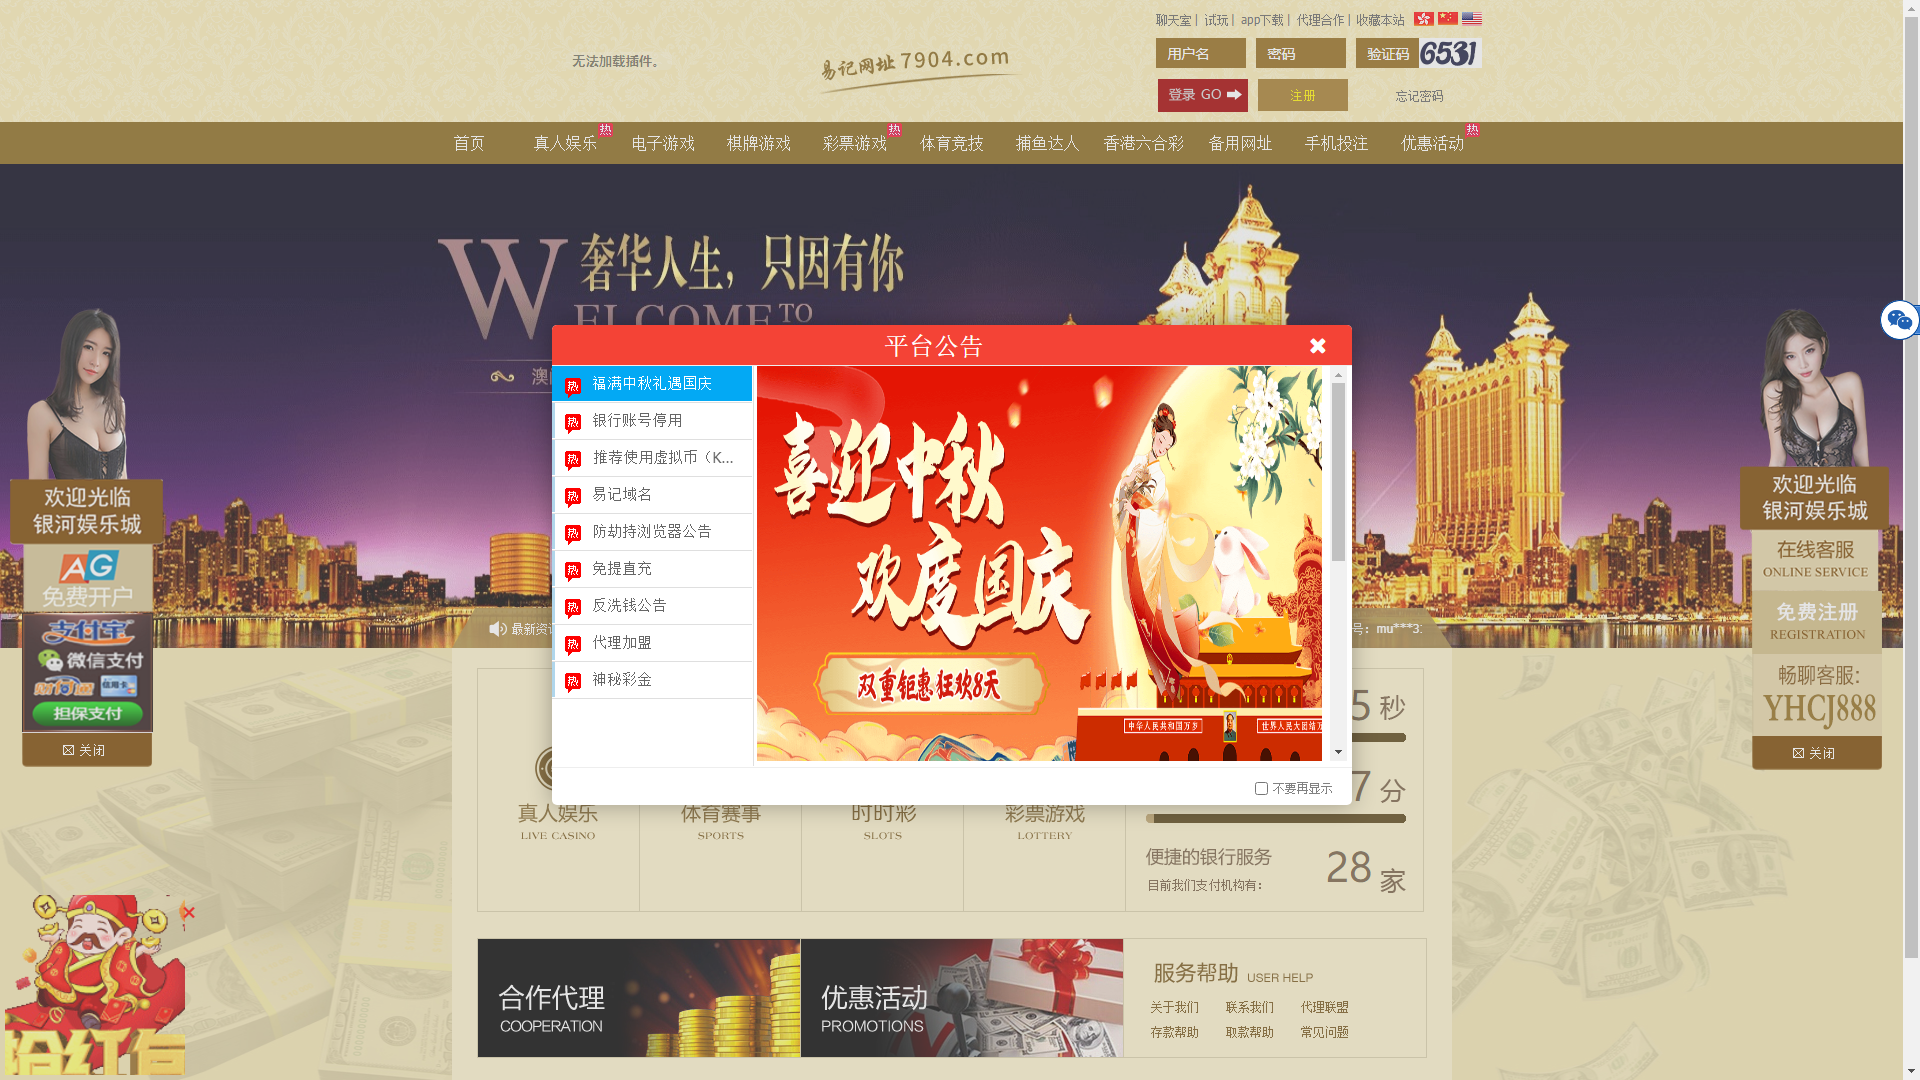 聊天室 | 试玩 | app下载 | 代理合作 | 收藏本站
无法加载插件。
易记网址7904.com
用户名
密码
验证码
6531
登录 GO
注册
忘记密码
首页
真人娱乐
热
电子游戏
棋牌游戏
彩票游戏
热
体育竞技
捕鱼达人
香港六合彩
备用网址
手机投注
优惠活动
热
奢华人生，只因有你
WELCOME TO
澳
平台公告
热 福满中秋礼遇国庆
热 银行账号停用
热 推荐使用虚拟币（K...
热 易记域名
热 防劫持浏览器公告
热 免提直充
热 反洗钱公告
热 代理加盟
热 神秘彩金
喜迎中秋
欢度国庆
双重钜惠 狂欢8天
中华人民共和国万岁
世界人民大团结万
不要再显示
欢迎光临
银河娱乐城
AG
免费开户
支付宝
微信支付
财付通
信用卡
担保支付
关闭
欢迎光临
银河娱乐城
在线客服
ONLINE SERVICE
免费注册
REGISTRATION
畅聊客服:
YHCJ888
关闭
最新资
号：mu***3:
真人娱乐
LIVE CASINO
体育赛事
SPORTS
时时彩
SLOTS
彩票游戏
LOTTERY
5 秒
7 分
便捷的银行服务
目前我们支付机构有：
28 家
合作代理
COOPERATION
优惠活动
PROMOTIONS
服务帮助 USER HELP
关于我们 联系我们 代理联盟
存款帮助 取款帮助 常见问题
拾红包